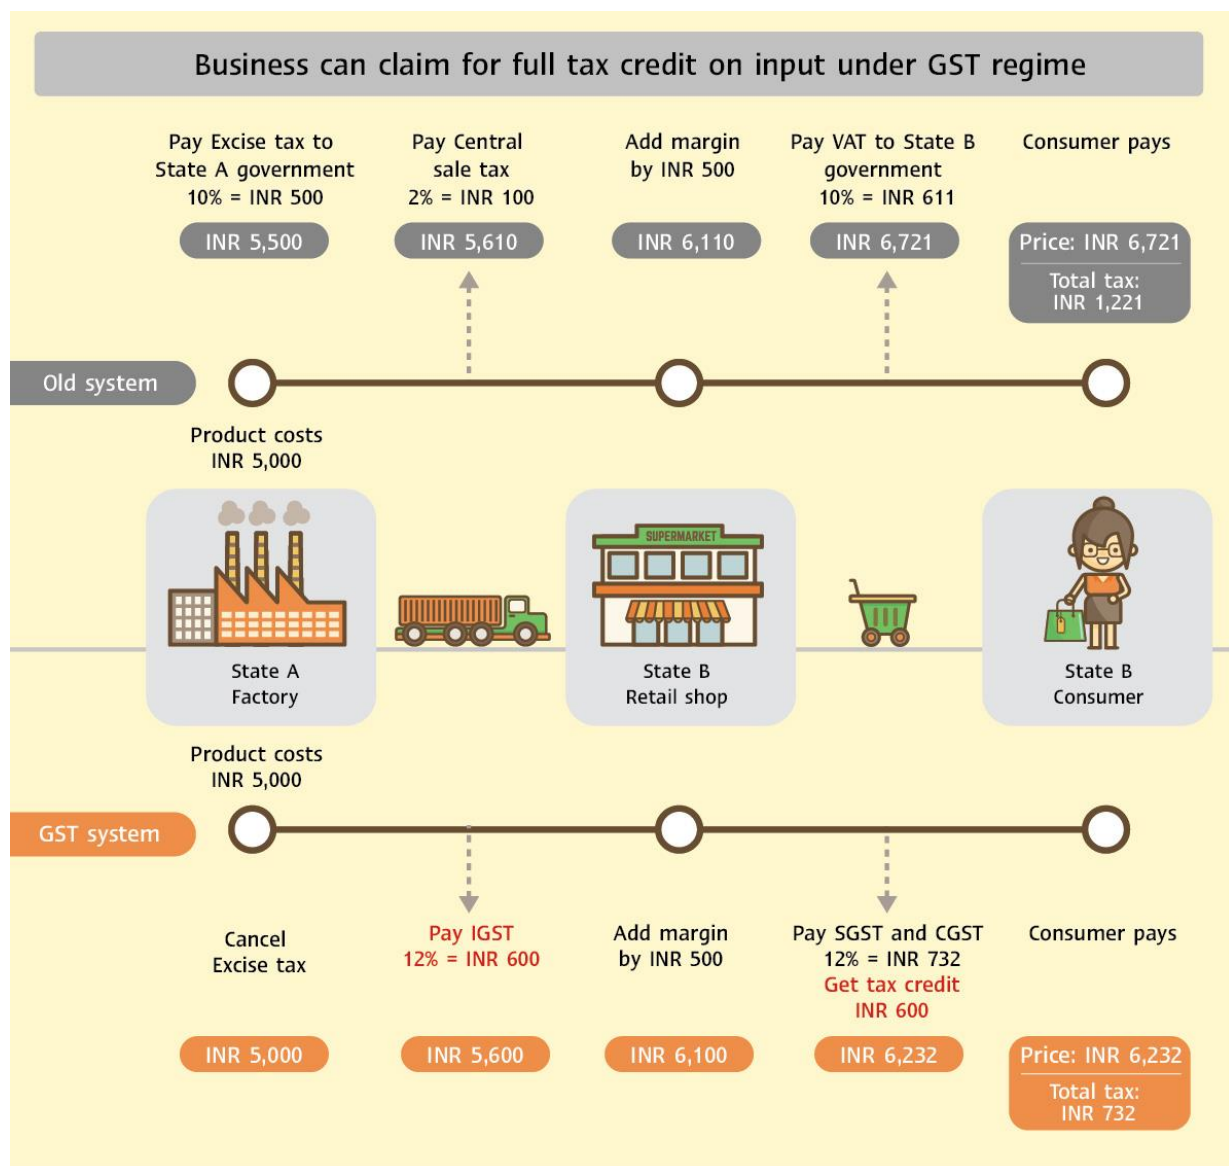 Business can claim for full tax credit on input under GST regime
Pay Excise tax to
State A government
10% = INR 500
INR 5,500
Pay Central
sale tax
2% = INR 100
INR 5,610
Add margin
by INR 500
INR 6,110
Pay VAT to State B
government
10% = INR 611
INR 6,721
Consumer pays
Price: INR 6,721
Total tax:
INR 1,221
Old system
Product costs
INR 5,000
SUPERMARKET
State A
Factory
State B
Retail shop
State B
Consumer
Product costs
INR 5,000
GST system
Cancel
Excise tax
INR 5,000
Pay IGST
12% = INR 600
INR 5,600
Add margin
by INR 500
INR 6,100
Pay SGST and CGST
12% = INR 732
Get tax credit
INR 600
INR 6,232
Consumer pays
Price: INR 6,232
Total tax:
INR 732